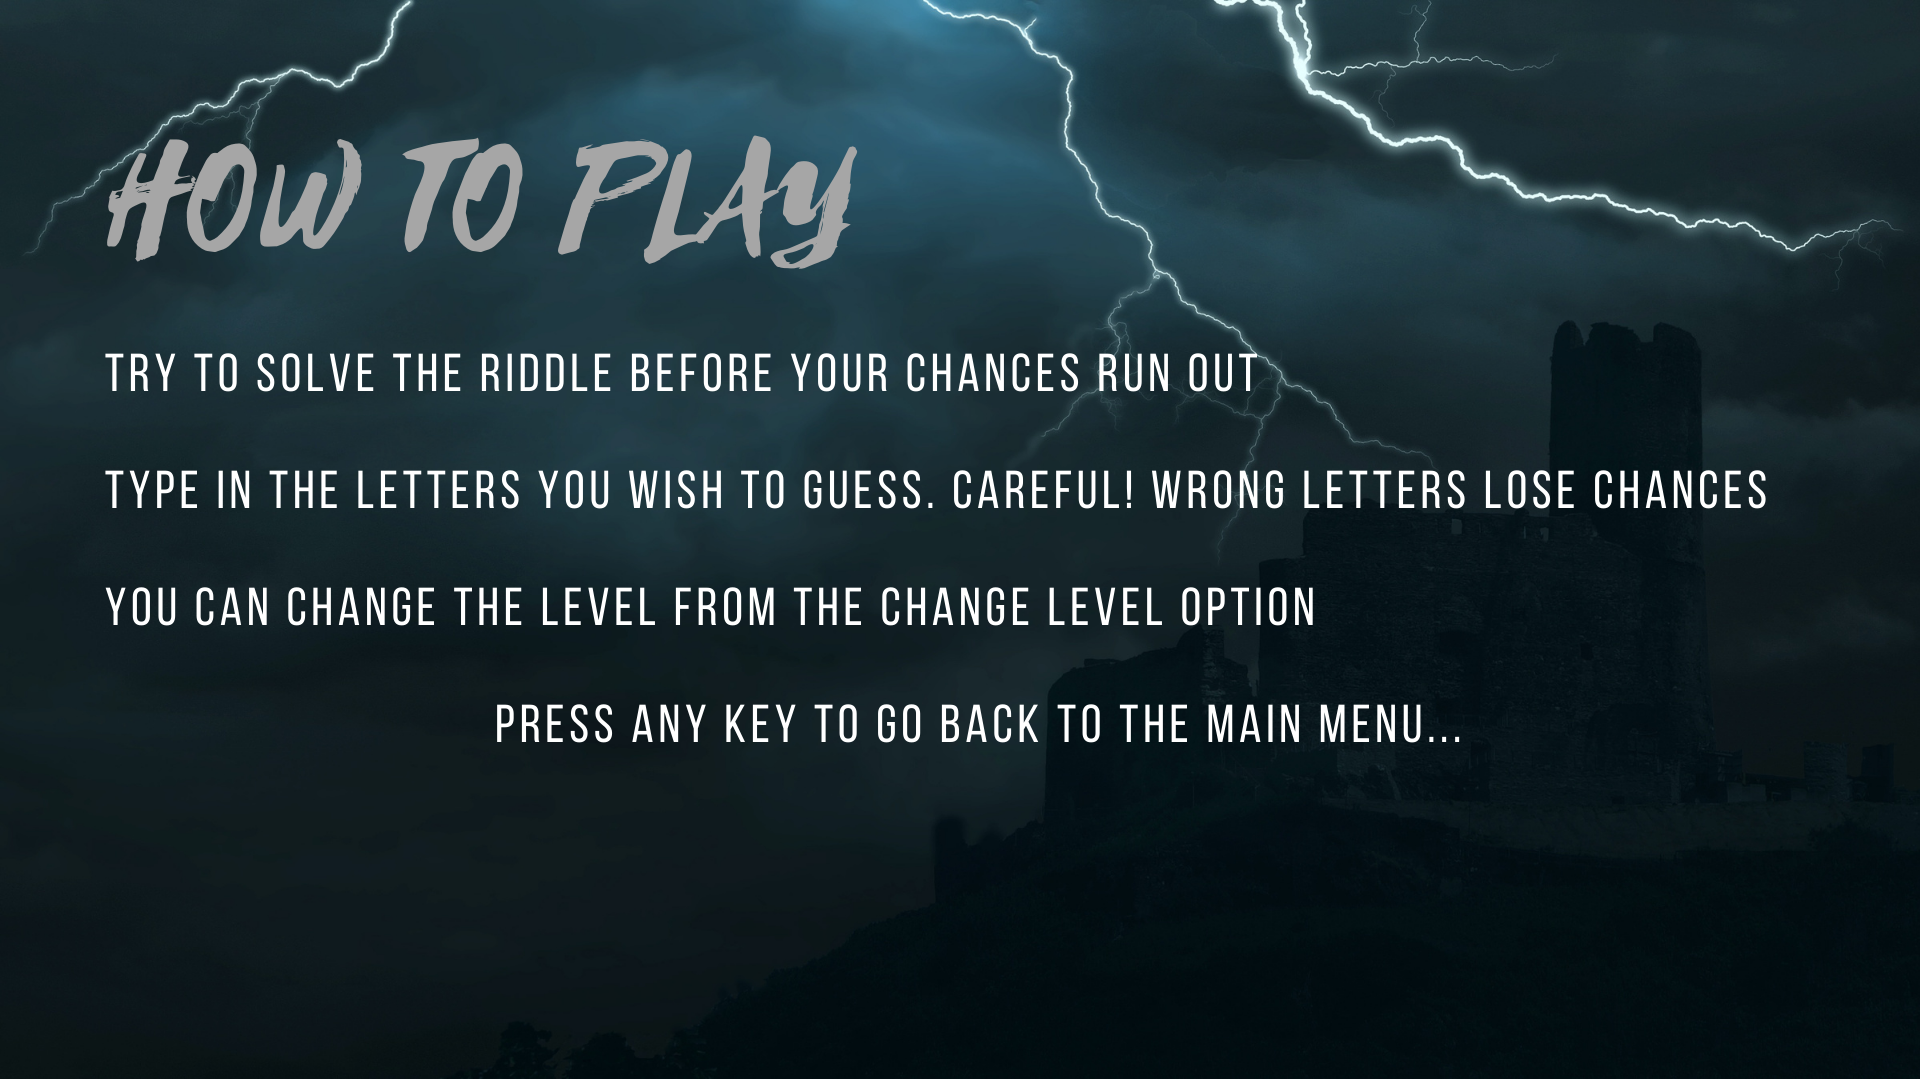 HOW TO PLAY
TRY TO SOLVE THE RIDDLE BEFORE YOUR CHANCES RUN OUT
TYPE IN THE LETTERS YOU WISH TO GUESS. CAREFUL! WRONG LETTERS LOSE CHANCES
YOU CAN CHANGE THE LEVEL FROM THE CHANGE LEVEL OPTION
PRESS ANY KEY TO GO BACK TO THE MAIN MENU...